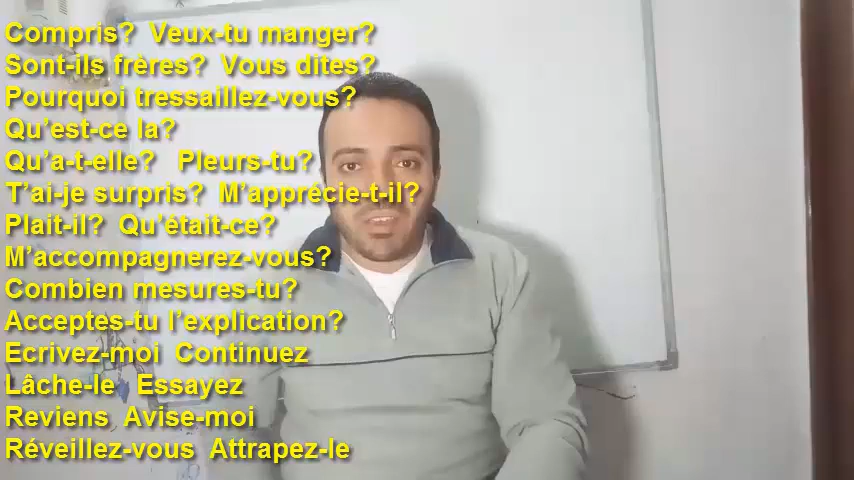 Compris?  Veux-tu manger?
Sont-ils frères?  Vous dites?
Pourquoi tressaillez-vous?
Qu'est-ce la?
Qu'a-t-elle?   Pleurs-tu?
T'ai-je surpris?  M'apprécie-t-il?
Plait-il?  Qu'était-ce?
M'accompagnerez-vous?
Combien mesures-tu?
Acceptes-tu l'explication?
Ecrivez-moi  Continuez
Lâche-le   Essayez
Reviens  Avise-moi
Réveillez-vous  Attrapez-le